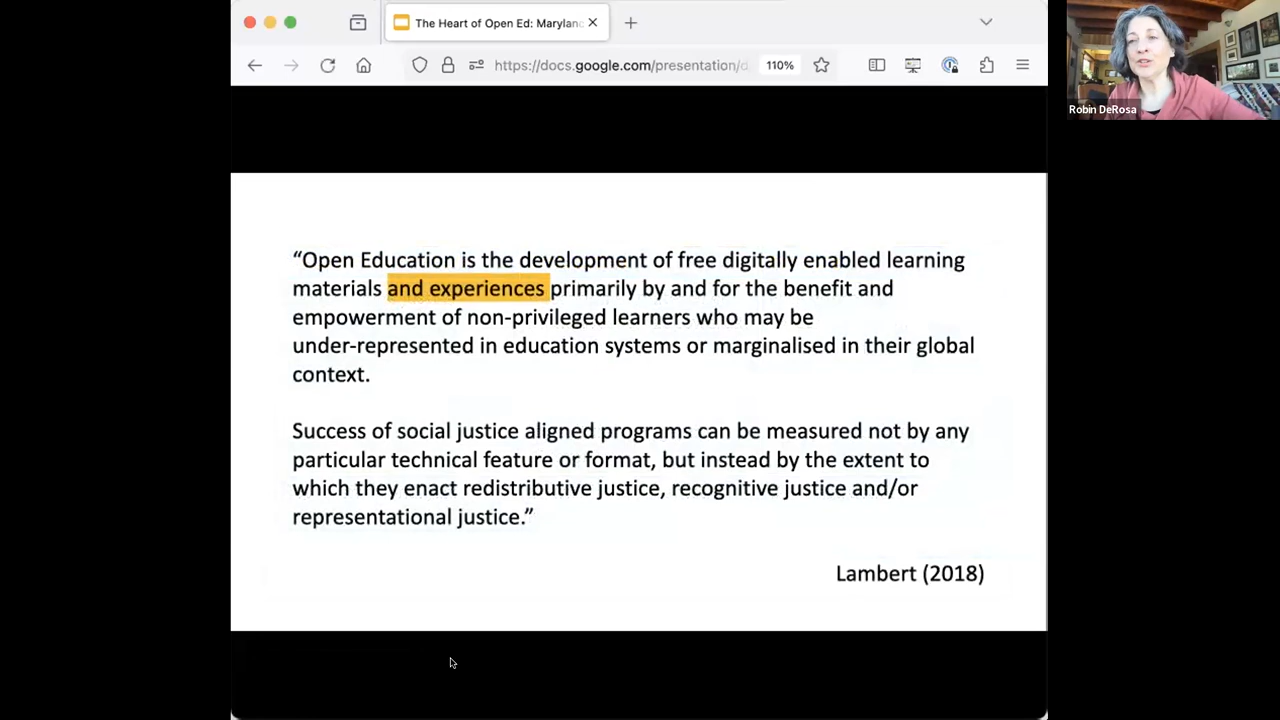 The Heart of Open Ed: Marylan
https://docs.google.com/presentation/d
110%
Robin DeRosa
“Open Education is the development of free digitally enabled learning
materials and experiences primarily by and for the benefit and
empowerment of non-privileged learners who may be
under-represented in education systems or marginalised in their global
context.
Success of social justice aligned programs can be measured not by any
particular technical feature or format, but instead by the extent to
which they enact redistributive justice, recognitive justice and/or
representational justice.”
Lambert (2018)